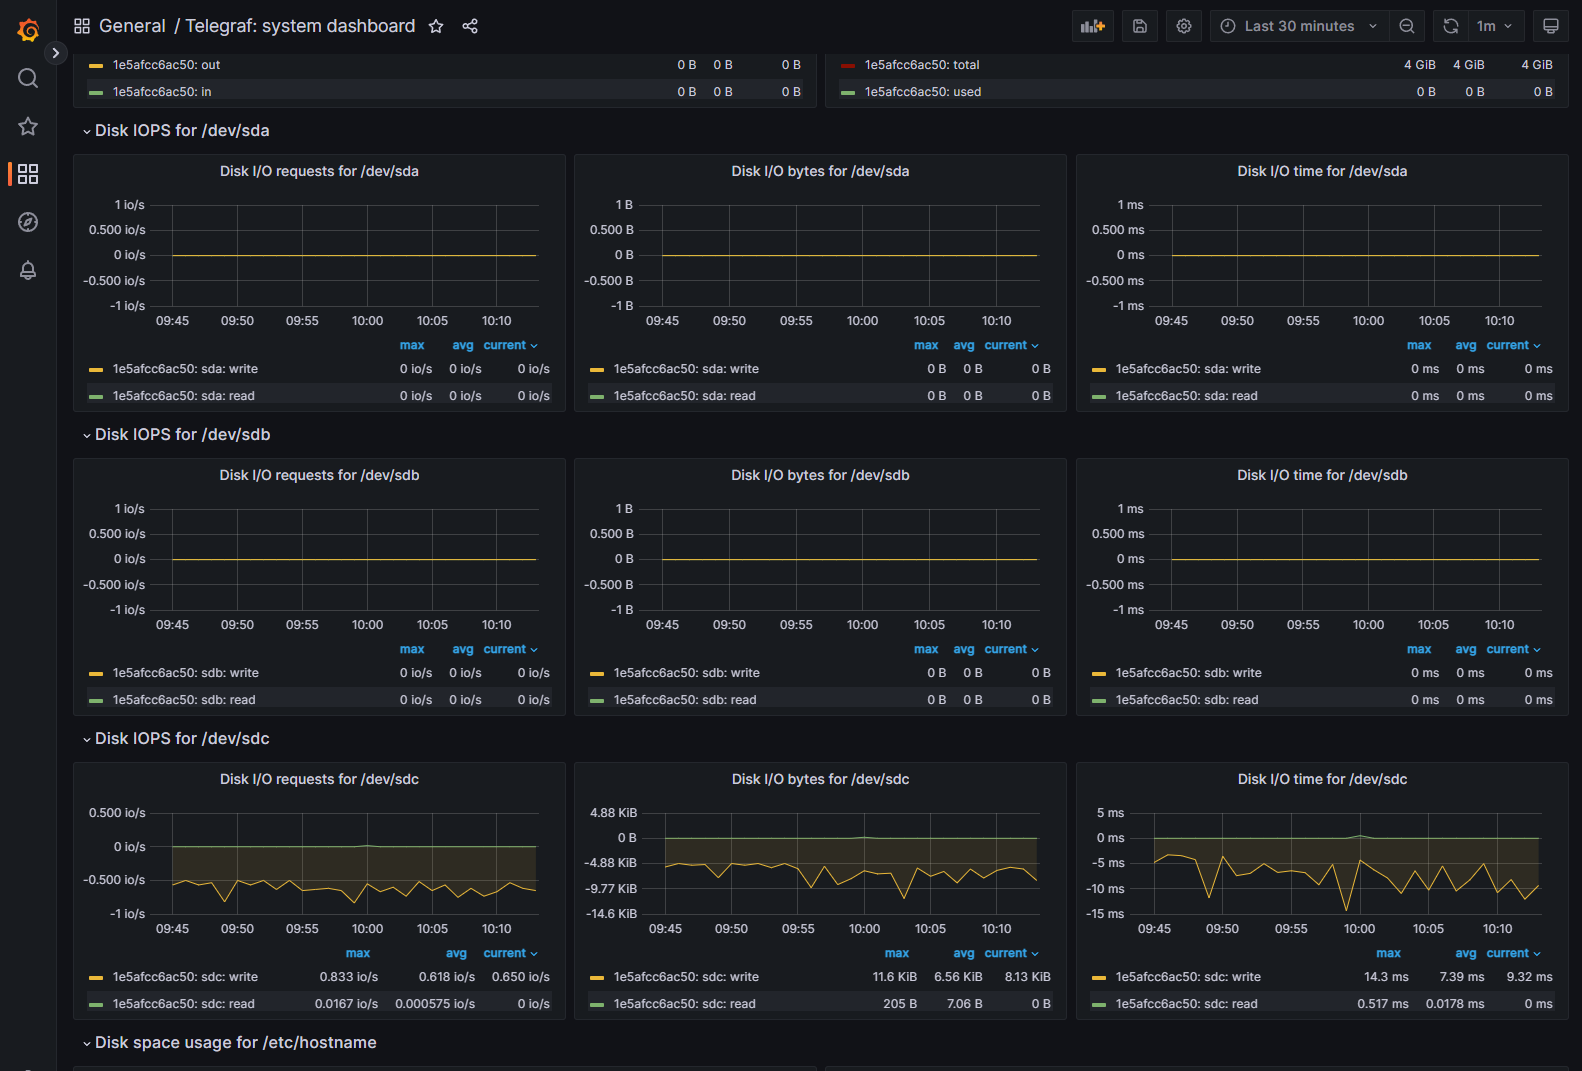 General / Telegraf: system dashboard
Last 30 minutes
1m
1e5afcc6ac50: out 0 B 0 B 0 B
1e5afcc6ac50: in 0 B 0 B 0 B
1e5afcc6ac50: total 4 GiB 4 GiB 4 GiB
1e5afcc6ac50: used 0 B 0 B 0 B
Disk IOPS for /dev/sda
Disk I/O requests for /dev/sda
1 io/s
0.500 io/s
0 io/s
-0.500 io/s
-1 io/s
09:45 09:50 09:55 10:00 10:05 10:10
max avg current
1e5afcc6ac50: sda: write 0 io/s 0 io/s 0 io/s
1e5afcc6ac50: sda: read 0 io/s 0 io/s 0 io/s
Disk I/O bytes for /dev/sda
1 B
0.500 B
0 B
-0.500 B
-1 B
09:45 09:50 09:55 10:00 10:05 10:10
max avg current
1e5afcc6ac50: sda: write 0 B 0 B 0 B
1e5afcc6ac50: sda: read 0 B 0 B 0 B
Disk I/O time for /dev/sda
1 ms
0.500 ms
0 ms
-0.500 ms
-1 ms
09:45 09:50 09:55 10:00 10:05 10:10
max avg current
1e5afcc6ac50: sda: write 0 ms 0 ms 0 ms
1e5afcc6ac50: sda: read 0 ms 0 ms 0 ms
Disk IOPS for /dev/sdb
Disk I/O requests for /dev/sdb
1 io/s
0.500 io/s
0 io/s
-0.500 io/s
-1 io/s
09:45 09:50 09:55 10:00 10:05 10:10
max avg current
1e5afcc6ac50: sdb: write 0 io/s 0 io/s 0 io/s
1e5afcc6ac50: sdb: read 0 io/s 0 io/s 0 io/s
Disk I/O bytes for /dev/sdb
1 B
0.500 B
0 B
-0.500 B
-1 B
09:45 09:50 09:55 10:00 10:05 10:10
max avg current
1e5afcc6ac50: sdb: write 0 B 0 B 0 B
1e5afcc6ac50: sdb: read 0 B 0 B 0 B
Disk I/O time for /dev/sdb
1 ms
0.500 ms
0 ms
-0.500 ms
-1 ms
09:45 09:50 09:55 10:00 10:05 10:10
max avg current
1e5afcc6ac50: sdb: write 0 ms 0 ms 0 ms
1e5afcc6ac50: sdb: read 0 ms 0 ms 0 ms
Disk IOPS for /dev/sdc
Disk I/O requests for /dev/sdc
0.500 io/s
0 io/s
-0.500 io/s
-1 io/s
09:45 09:50 09:55 10:00 10:05 10:10
max avg current
1e5afcc6ac50: sdc: write 0.833 io/s 0.618 io/s 0.650 io/s
1e5afcc6ac50: sdc: read 0.0167 io/s 0.000575 io/s 0 io/s
Disk I/O bytes for /dev/sdc
4.88 KiB
0 B
-4.88 KiB
-9.77 KiB
-14.6 KiB
09:45 09:50 09:55 10:00 10:05 10:10
max avg current
1e5afcc6ac50: sdc: write 11.6 KiB 6.56 KiB 8.13 KiB
1e5afcc6ac50: sdc: read 205 B 7.06 B 0 B
Disk I/O time for /dev/sdc
5 ms
0 ms
-5 ms
-10 ms
-15 ms
09:45 09:50 09:55 10:00 10:05 10:10
max avg current
1e5afcc6ac50: sdc: write 14.3 ms 7.39 ms 9.32 ms
1e5afcc6ac50: sdc: read 0.517 ms 0.0178 ms 0 ms
Disk space usage for /etc/hostname